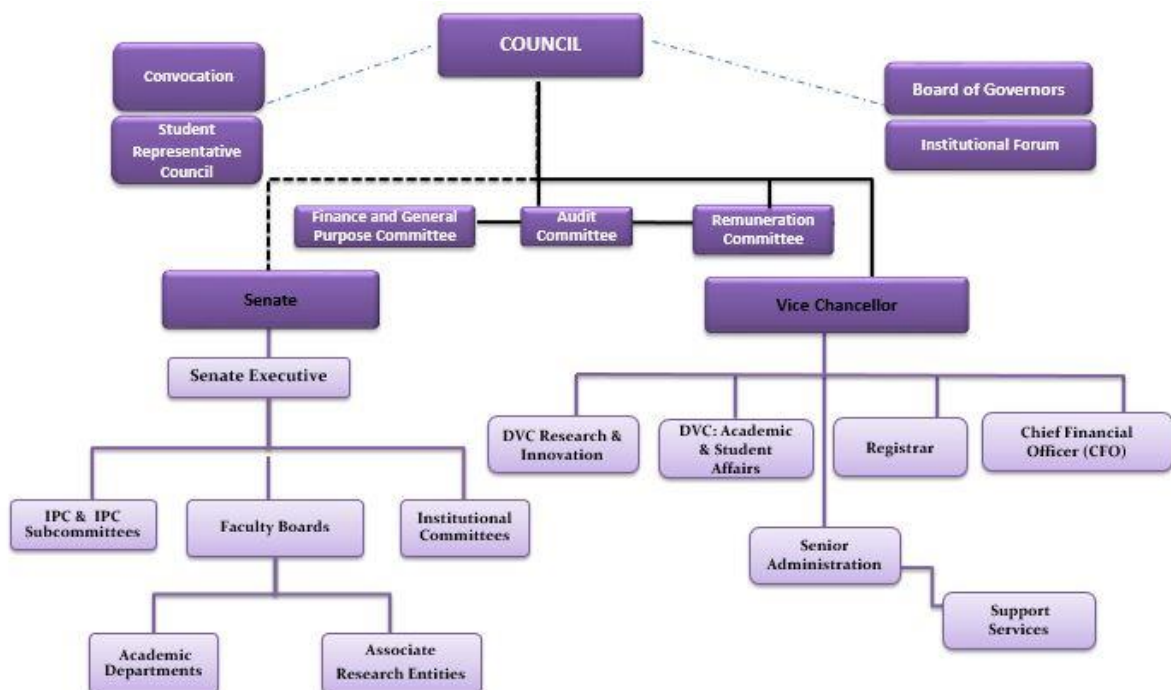 COUNCIL
Convocation
Student
Representative
Council
Board of Governors
Institutional Forum
Finance and General
Purpose Committee
Audit
Committee
Remuneration
Committee
Senate
Vice Chancellor
Senate Executive
DVC Research &
Innovation
DVC: Academic
& Student
Affairs
Registrar
Chief Financial
Officer (CFO)
IPC & IPC
Subcommittees
Faculty Boards
Institutional
Committees
Senior
Administration
Support
Services
Academic
Departments
Associate
Research Entities